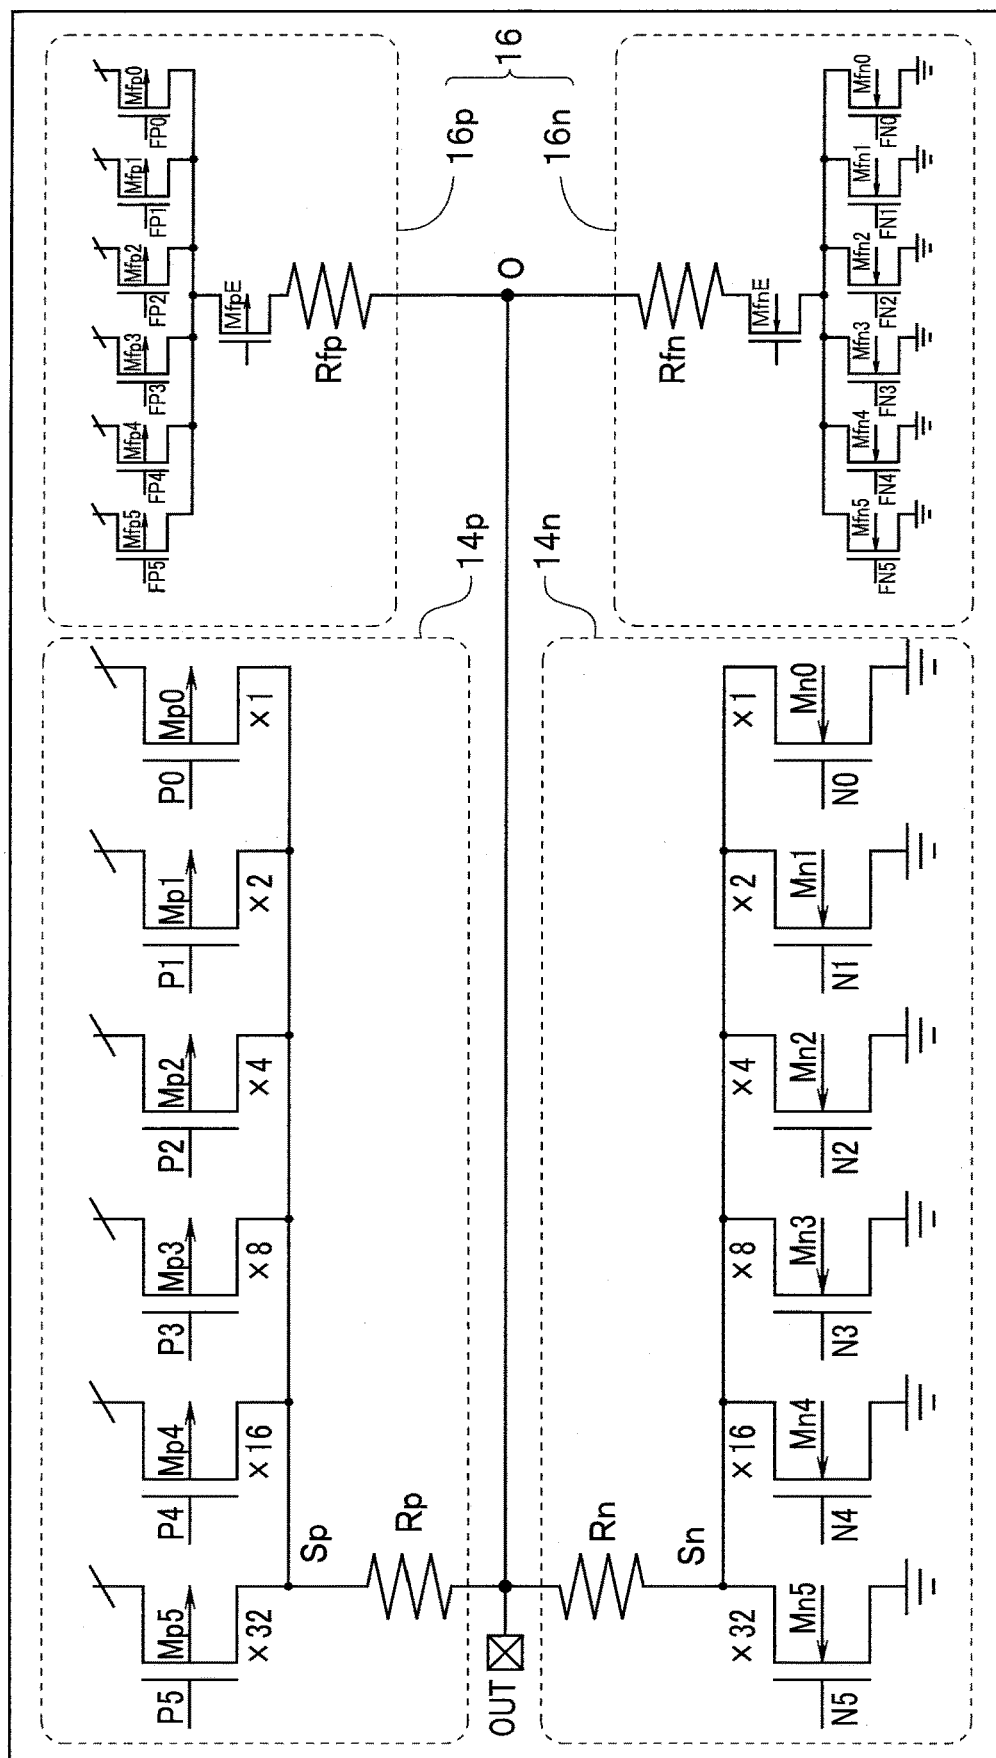 P5
Mp5
×32
P4
Mp4
×16
P3
Mp3
×8
P2
Mp2
×4
P1
Mp1
×2
P0
Mp0
×1
Sp
Rp
14p
FP5
Mfp5
FP4
Mfp4
FP3
Mfp3
FP2
Mfp2
FP1
Mfp1
FP0
Mfp0
MfpE
Rfp
16p
16
OUT
O
16n
14n
Rn
Sn
N5
Mn5
×32
N4
Mn4
×16
N3
Mn3
×8
N2
Mn2
×4
N1
Mn1
×2
N0
Mn0
×1
Rfn
MfnE
FN5
Mfn5
FN4
Mfn4
FN3
Mfn3
FN2
Mfn2
FN1
Mfn1
FN0
Mfn0